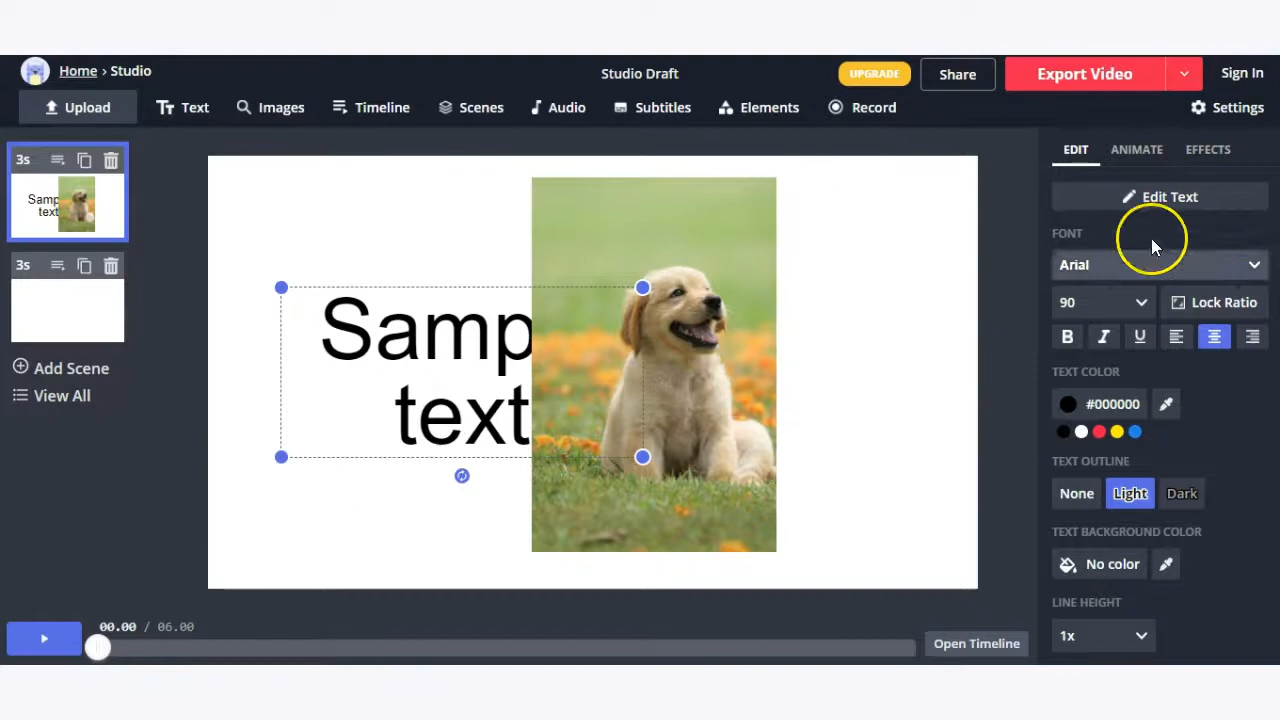 Home › Studio
Studio Draft
UPGRADE
Share
Export Video
Sign In
Upload
Text
Images
Timeline
Scenes
Audio
Subtitles
Elements
Record
Settings
3s
Samp
text
3s
Add Scene
View All
Samp
text
EDIT
ANIMATE
EFFECTS
Edit Text
FONT
Arial
90
Lock Ratio
B I U
TEXT COLOR
#000000
TEXT OUTLINE
None
Light
Dark
TEXT BACKGROUND COLOR
No color
LINE HEIGHT
1x
00.00 / 06.00
Open Timeline